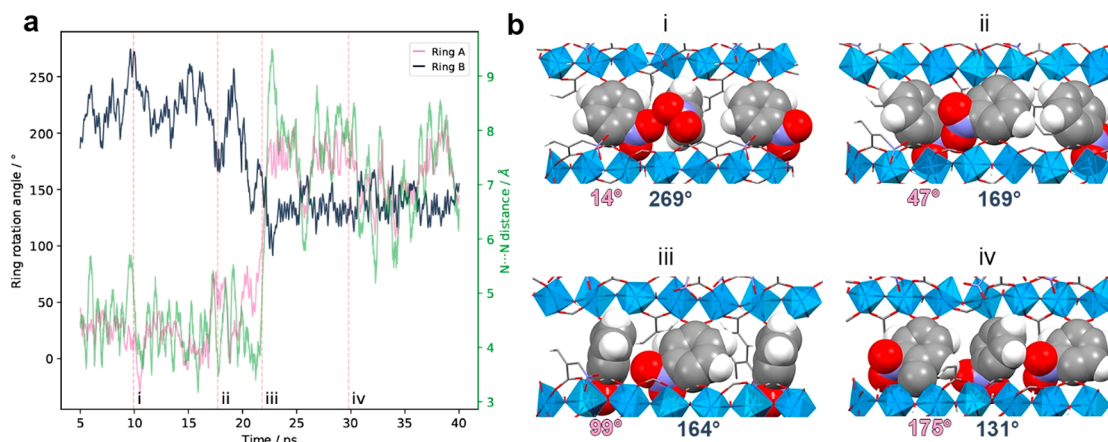 a
Ring rotation angle / °
250
200
150
100
50
0
Ring A
Ring B
9
8
7
6
5
4
3
N···N distance / Å
i
ii
iii
iv
5
10
15
20
25
30
35
40
Time / ps
b
i
ii
14°
269°
47°
169°
iii
iv
99°
164°
175°
131°